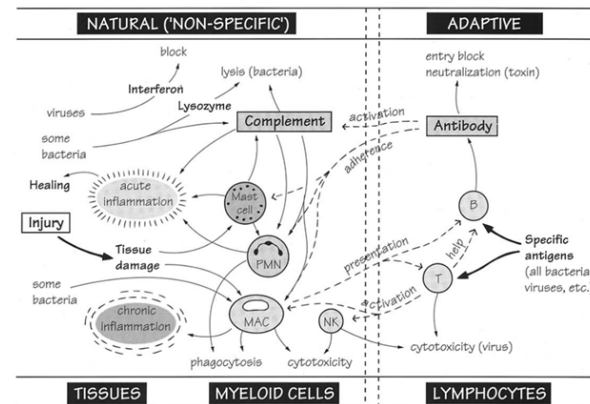 NATURAL ('NON-SPECIFIC')
ADAPTIVE
block
Interferon
viruses
lysis (bacteria)
Lysozyme
some
bacteria
Complement
activation
entry block
neutralization (toxin)
Antibody
adherence
Healing
acute
inflammation
Mast
cell
B
Injury
Tissue
damage
PMN
presentation
help
Specific
antigens
(all bacteria
viruses, etc.
T
some
bacteria
chronic
inflammation
MAC
NK
activation
phagocytosis
cytotoxicity
cytotoxicity (virus)
TISSUES
MYELOID CELLS
LYMPHOCYTES